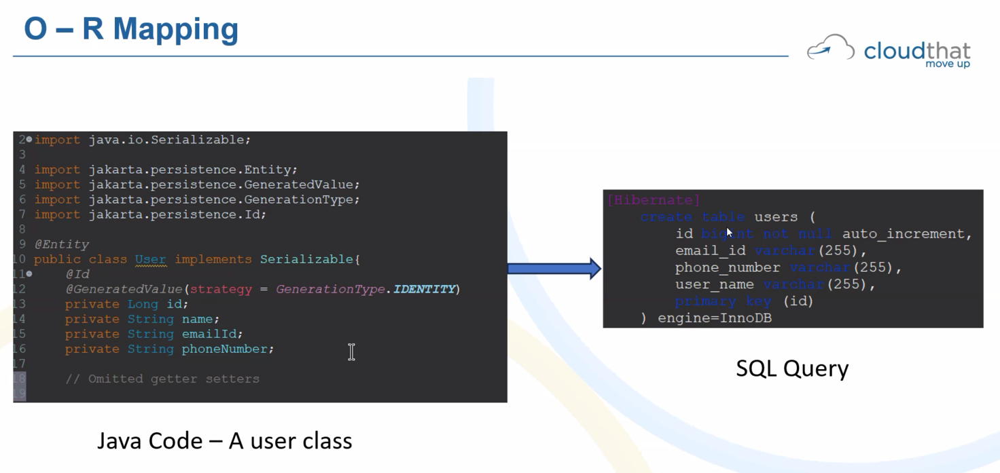 O – R Mapping
cloudthat
move up
2 import java.io.Serializable;
3
4 import jakarta.persistence.Entity;
5 import jakarta.persistence.GeneratedValue;
6 import jakarta.persistence.GenerationType;
7 import jakarta.persistence.Id;
8
9 @Entity
10 public class User implements Serializable{
11 @Id
12 @GeneratedValue(strategy = GenerationType.IDENTITY)
13 private Long id;
14 private String name;
15 private String emailId;
16 private String phoneNumber;
17
18 // Omitted getter setters
19
Java Code – A user class
[Hibernate]
create table users (
id bigint not null auto_increment,
email_id varchar(255),
phone_number varchar(255),
user_name varchar(255),
primary key (id)
) engine=InnoDB
SQL Query